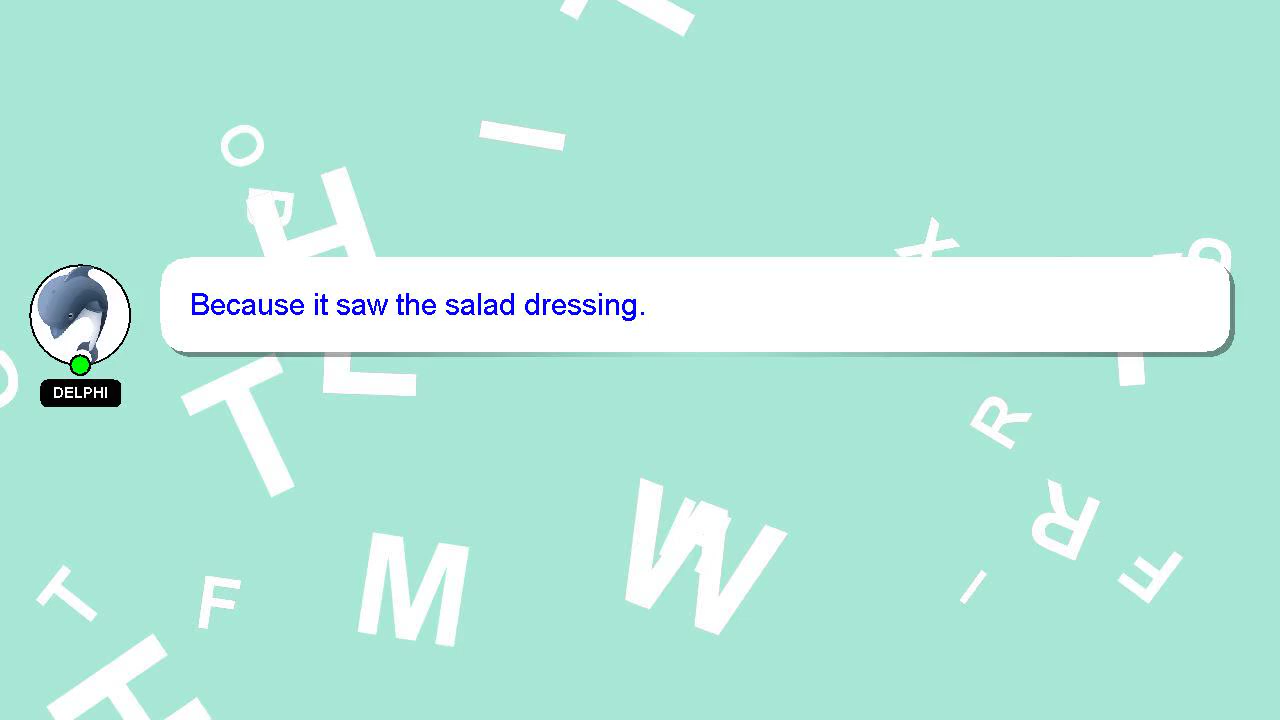 O
I
H
X
Because it saw the salad dressing.
DELPHI
L
T
R
M
W
R
F
T
F
I
H